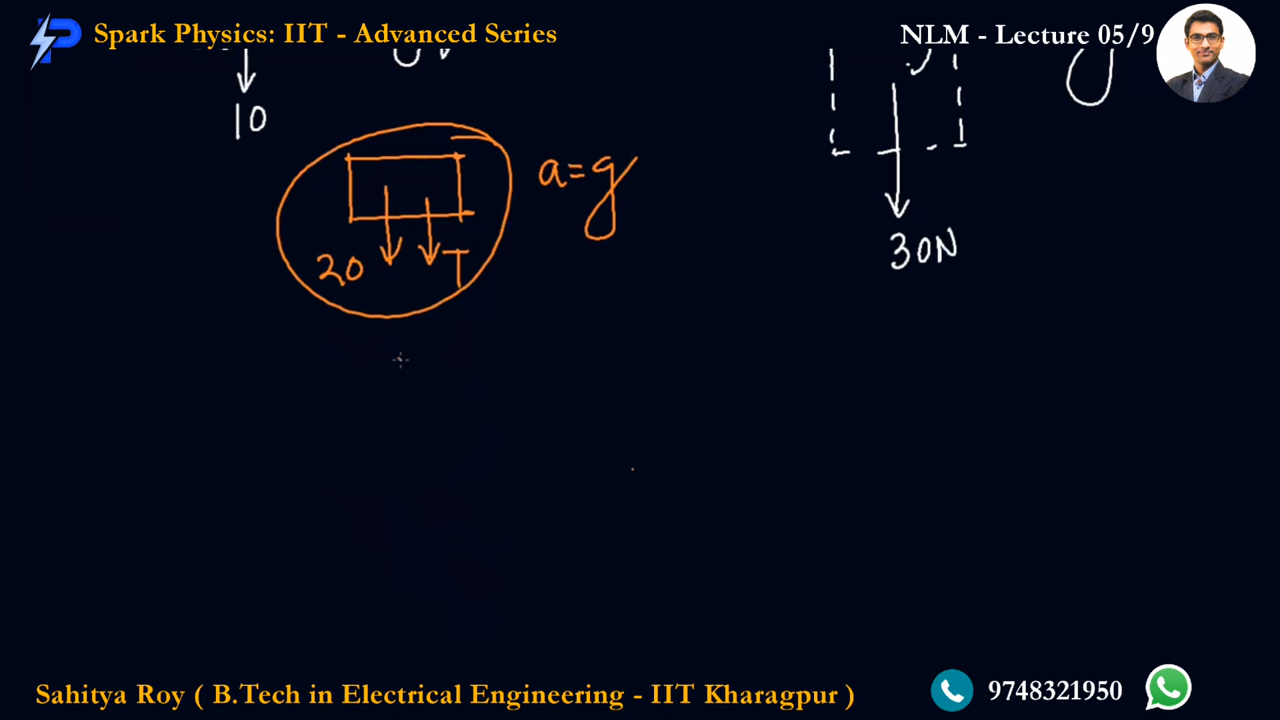 Spark Physics: IIT - Advanced Series
NLM - Lecture 05/9
10
a=g
20
T
30N
Sahitya Roy ( B.Tech in Electrical Engineering - IIT Kharagpur )
9748321950